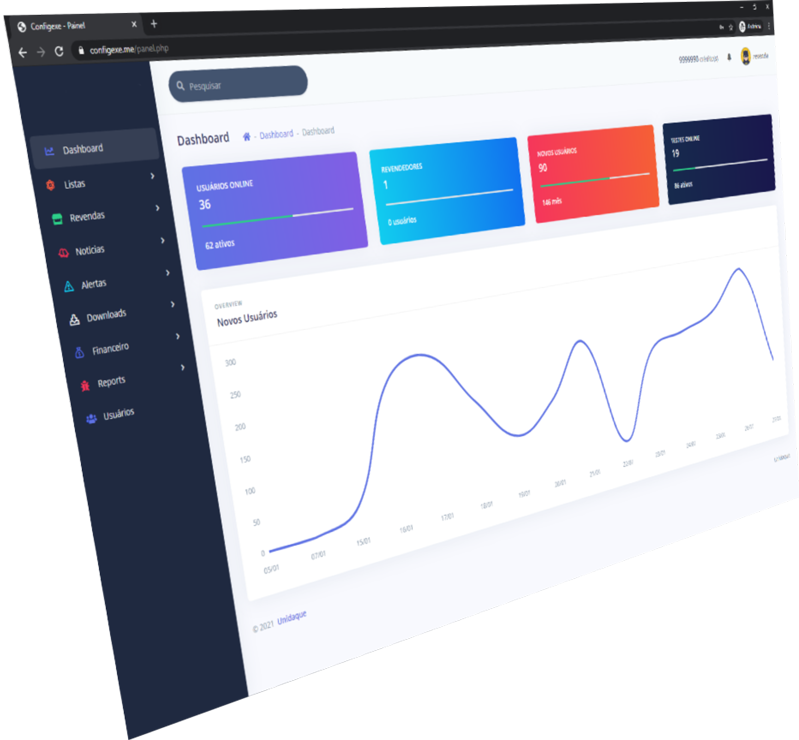 Configexe - Painel
configexe.me/panel.php
Pesquisar
Dashboard
Dashboard - Dashboard
Dashboard
Listas
Revendas
Notícias
Alertas
Downloads
Financeiro
Reports
Usuários
USUÁRIOS ONLINE
36
62 ativos
REVENDEDORES
1
0 usuários
NOVOS USUÁRIOS
90
146 mês
TESTES ONLINE
19
86 ativos
OVERVIEW
Novos Usuários
300
250
200
150
100
50
0
05/01
07/01
15/01
16/01
17/01
18/01
19/01
20/01
21/01
22/01
23/01
24/01
25/01
26/01
27/01
© 2021 Unidaque